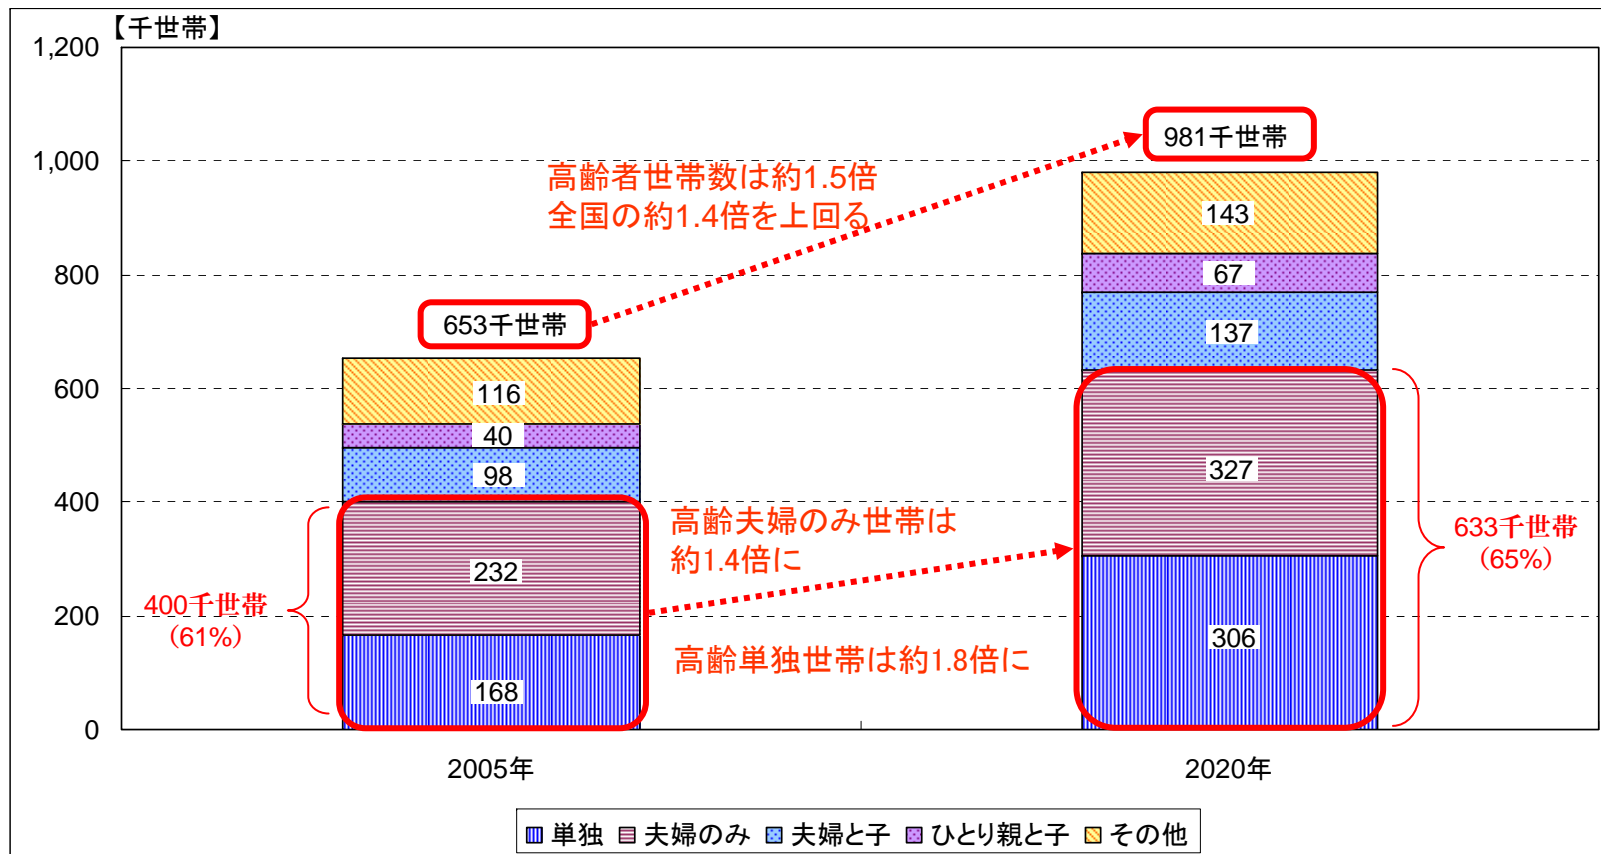 【千世帯】
1,200
1,000
800
600
400
200
0
981千世帯
高齢者世帯数は約1.5倍
全国の約1.4倍を上回る
653千世帯
143
67
137
327
306
116
40
98
232
168
高齢夫婦のみ世帯は
約1.4倍に
高齢単独世帯は約1.8倍に
400千世帯
(61%)
633千世帯
(65%)
2005年
2020年
単独 夫婦のみ 夫婦と子 ひとり親と子 その他